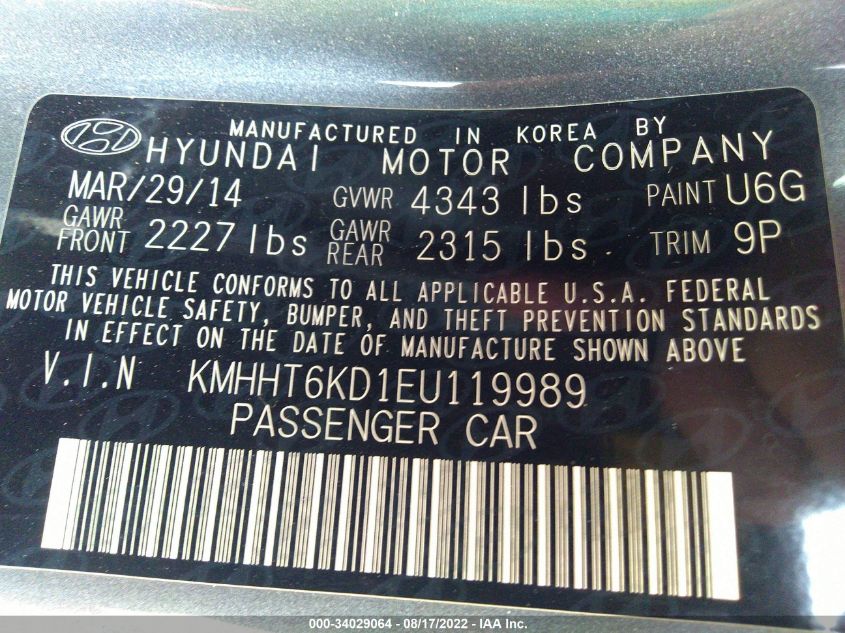 MANUFACTURED IN KOREA BY
HYUNDAI MOTOR COMPANY
MAR/29/14 GVWR 4343 lbs PAINT U6G
GAWR FRONT 2227 lbs GAWR REAR 2315 lbs TRIM 9P
THIS VEHICLE CONFORMS TO ALL APPLICABLE U.S.A. FEDERAL
MOTOR VEHICLE SAFETY, BUMPER, AND THEFT PREVENTION STANDARDS
IN EFFECT ON THE DATE OF MANUFACTURE SHOWN ABOVE
V.I.N KMHHT6KD1EU119989
PASSENGER CAR
000-34029064 - 08/17/2022 - IAA, Inc.